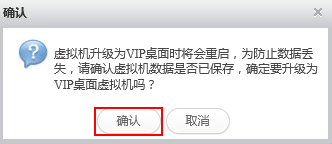 确认
虚拟机升级为VIP桌面时将会重启，为防止数据丢
失，请确认虚拟机数据是否已保存，确定要升级为
VIP桌面虚拟机吗？
确认
取消